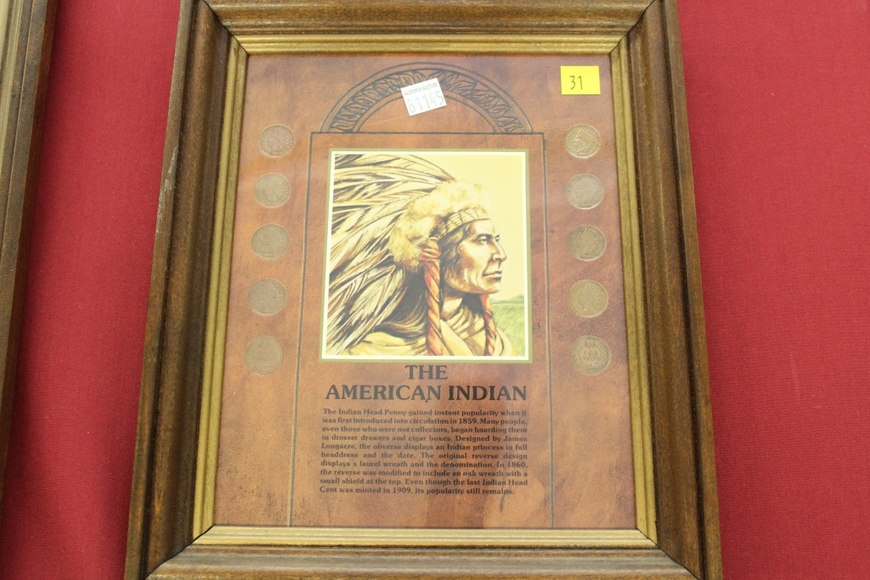 31
B1145
THE
AMERICAN INDIAN
The Indian Head Penny gained instant popularity when it
was first introduced into circulation in 1859. Many people,
even those who were not collectors, began hoarding them
in dresser drawers and cigar boxes. Designed by James
Longacre, the obverse displays an Indian princess in full
headdress and the date. The original reverse design
displays a laurel wreath and the denomination. In 1860,
the reverse was modified to include an oak wreath with a
small shield at the top. Even though the last Indian Head
Cent was minted in 1909, its popularity still remains.